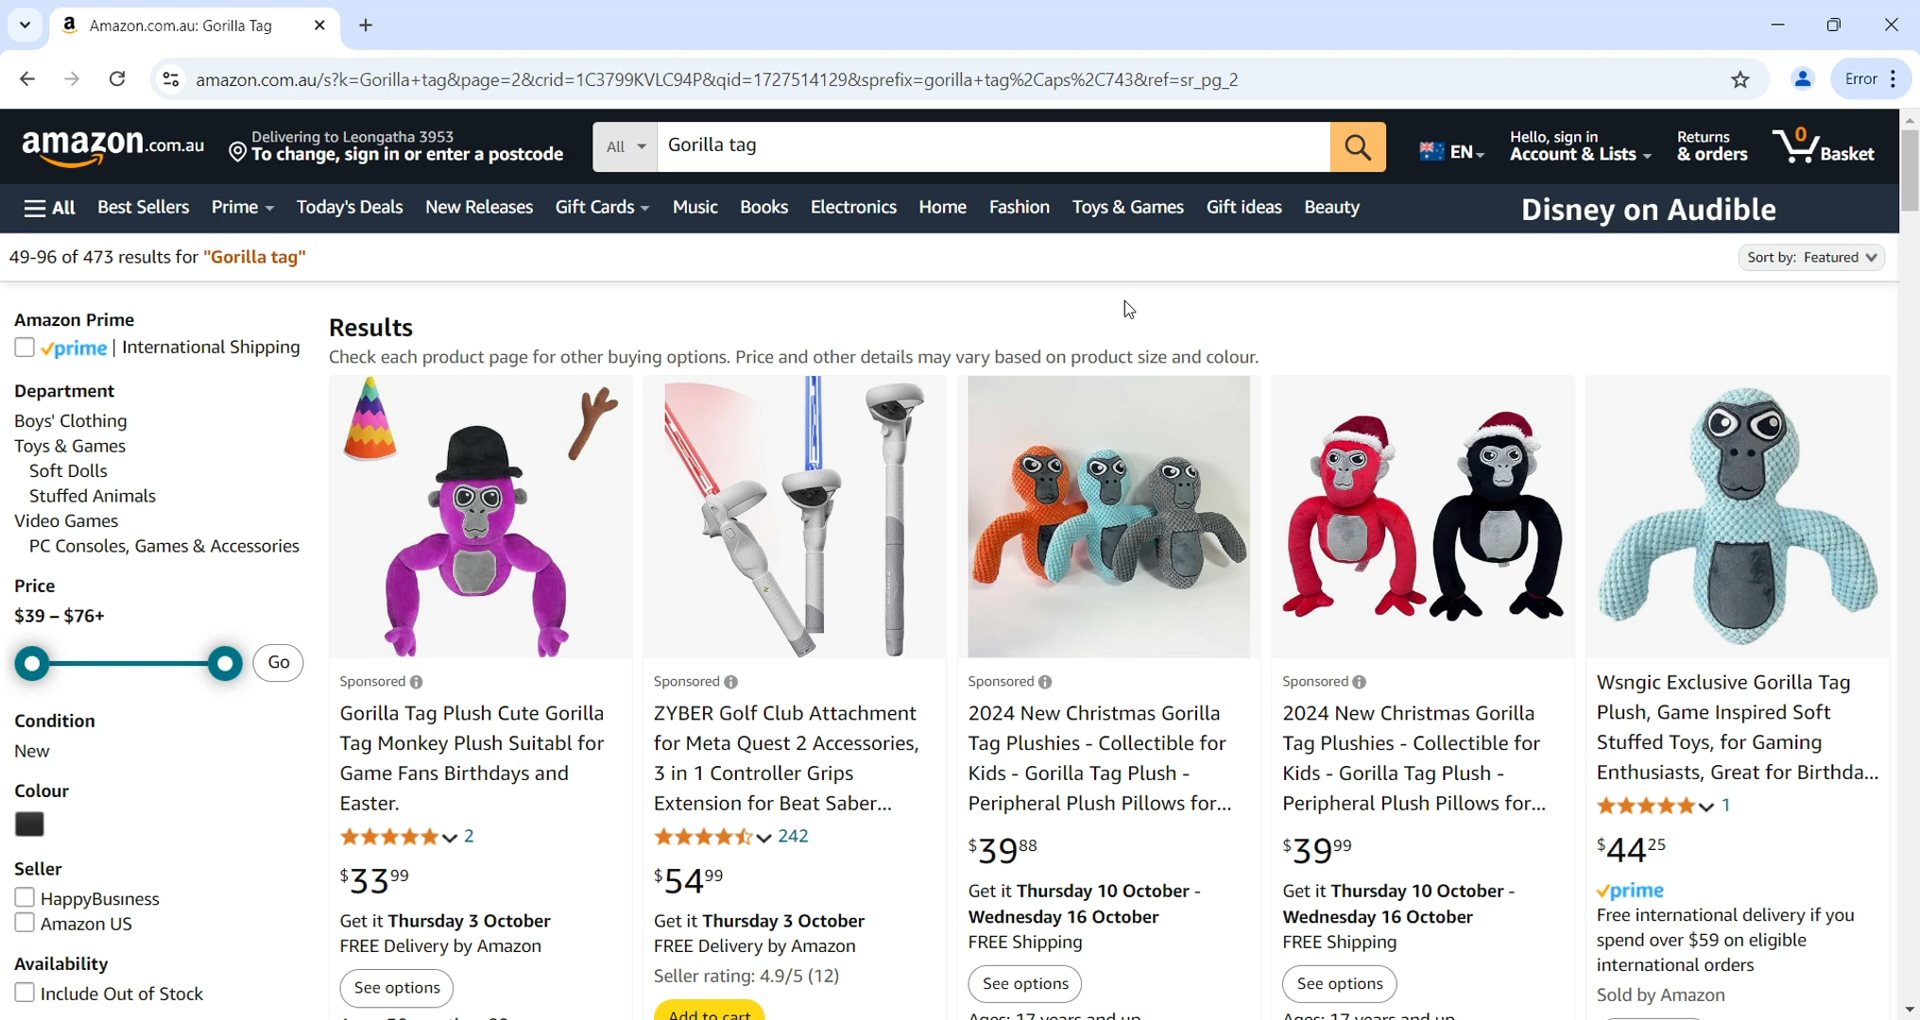 Amazon.com.au: Gorilla Tag
amazon.com.au/s?k=Gorilla+tag&page=2&crid=1C3799KVLC94P&qid=1727514129&sprefix=gorilla+tag%2Caps%2C743&ref=sr_pg_2
Error
amazon.com.au
Delivering to Leongatha 3953
To change, sign in or enter a postcode
All
Gorilla tag
EN
Hello, sign in
Account & Lists
Returns
& orders
0
Basket
All Best Sellers Prime Today's Deals New Releases Gift Cards Music Books Electronics Home Fashion Toys & Games Gift ideas Beauty
Disney on Audible
49-96 of 473 results for "Gorilla tag"
Sort by: Featured
Amazon Prime
prime | International Shipping
Department
Boys' Clothing
Toys & Games
Soft Dolls
Stuffed Animals
Video Games
PC Consoles, Games & Accessories
Price
$39 – $76+
Go
Condition
New
Colour
Seller
HappyBusiness
Amazon US
Availability
Include Out of Stock
Results
Check each product page for other buying options. Price and other details may vary based on product size and colour.
Sponsored
Gorilla Tag Plush Cute Gorilla
Tag Monkey Plush Suitabl for
Game Fans Birthdays and
Easter.
2
$33 99
Get it Thursday 3 October
FREE Delivery by Amazon
See options
Sponsored
ZYBER Golf Club Attachment
for Meta Quest 2 Accessories,
3 in 1 Controller Grips
Extension for Beat Saber...
242
$54 99
Get it Thursday 3 October
FREE Delivery by Amazon
Seller rating: 4.9/5 (12)
Add to cart
Sponsored
2024 New Christmas Gorilla
Tag Plushies - Collectible for
Kids - Gorilla Tag Plush -
Peripheral Plush Pillows for...
$39 88
Get it Thursday 10 October -
Wednesday 16 October
FREE Shipping
See options
Ages: 17 years and up
Sponsored
2024 New Christmas Gorilla
Tag Plushies - Collectible for
Kids - Gorilla Tag Plush -
Peripheral Plush Pillows for...
$39 99
Get it Thursday 10 October -
Wednesday 16 October
FREE Shipping
See options
Ages: 17 years and up
Wsngic Exclusive Gorilla Tag
Plush, Game Inspired Soft
Stuffed Toys, for Gaming
Enthusiasts, Great for Birthda...
1
$44 25
prime
Free international delivery if you
spend over $59 on eligible
international orders
Sold by Amazon